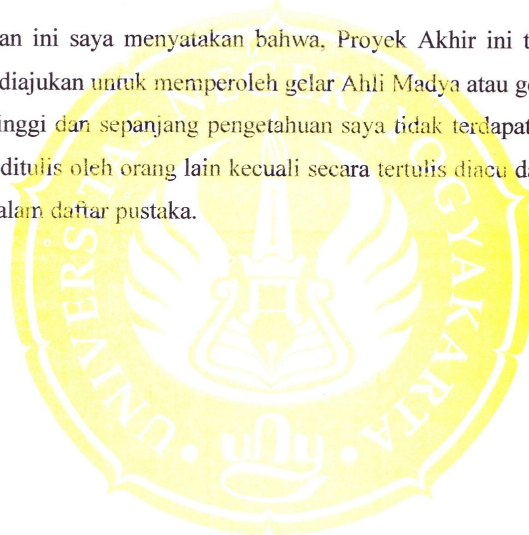 an ini saya menyatakan bahwa, Proyek Akhir ini t
diajukan untuk memperoleh gelar Ahli Madya atau g
inggi dan sepanjang pengetahuan saya tidak terdapat
ditulis oleh orang lain kecuali secara tertulis diacu da
alam daftar pustaka.
UNIVERSITAS NEGERI YOGYAKARTA
uny